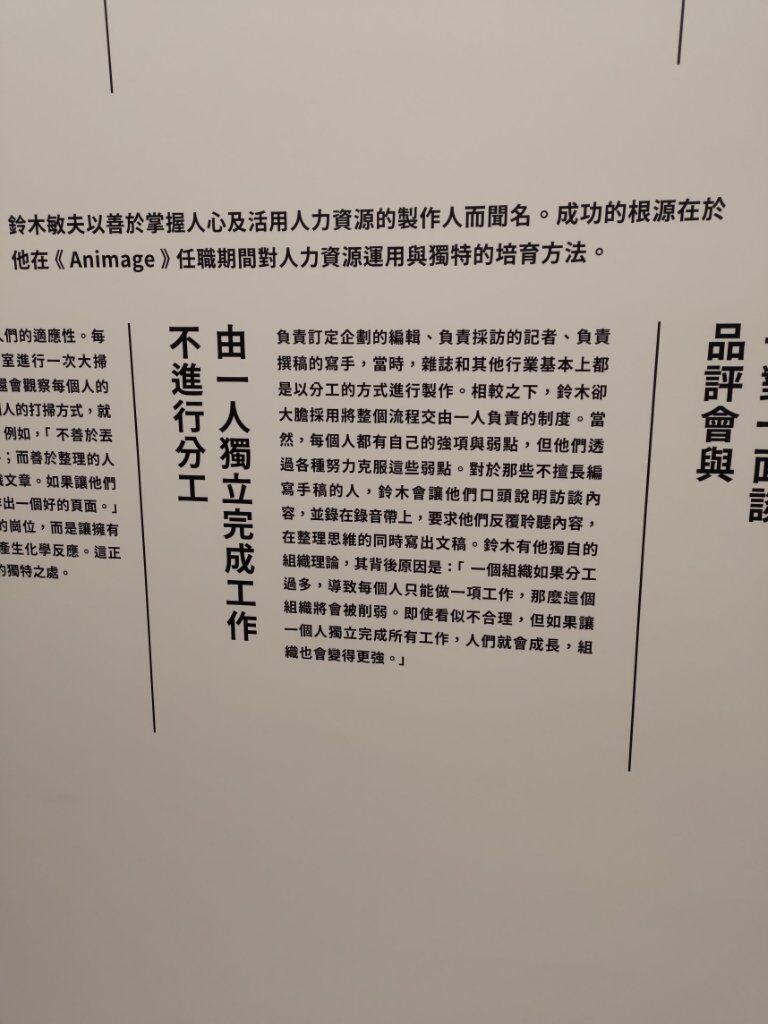 鈴木敏夫以善於掌握人心及活用人力資源的製作人而聞名。成功的根源在於
他在《Animage》任職期間對人力資源運用與獨特的培育方法。
人們的適應性。每
室進行一次大掃
還會觀察每個人的
人的打掃方式,就
例如,「不善於丟
;而善於整理的人
文章。如果讓他們
出一個好的頁面。」
的崗位,而是讓擁有
產生化學反應。這正
的獨特之處。
由一人獨立完成工作
不進行分工
負責訂定企劃的編輯、負責採訪的記者、負責
撰稿的寫手,當時,雜誌和其他行業基本上都
是以分工的方式進行製作。相較之下,鈴木卻
大膽採用將整個流程交由一人負責的制度。當
然,每個人都有自己的強項與弱點,但他們透
過各種努力克服這些弱點。對於那些不擅長編
寫手稿的人,鈴木會讓他們口頭說明訪談內
容,並錄在錄音帶上,要求他們反覆聆聽內容,
在整理思維的同時寫出文稿。鈴木有他獨自的
組織理論,其背後原因是:「一個組織如果分工
過多,導致每個人只能做一項工作,那麼這個
組織將會被削弱。即使看似不合理,但如果讓
一個人獨立完成所有工作,人們就會成長,組
織也會變得更強。」
一對一面談
品評會與